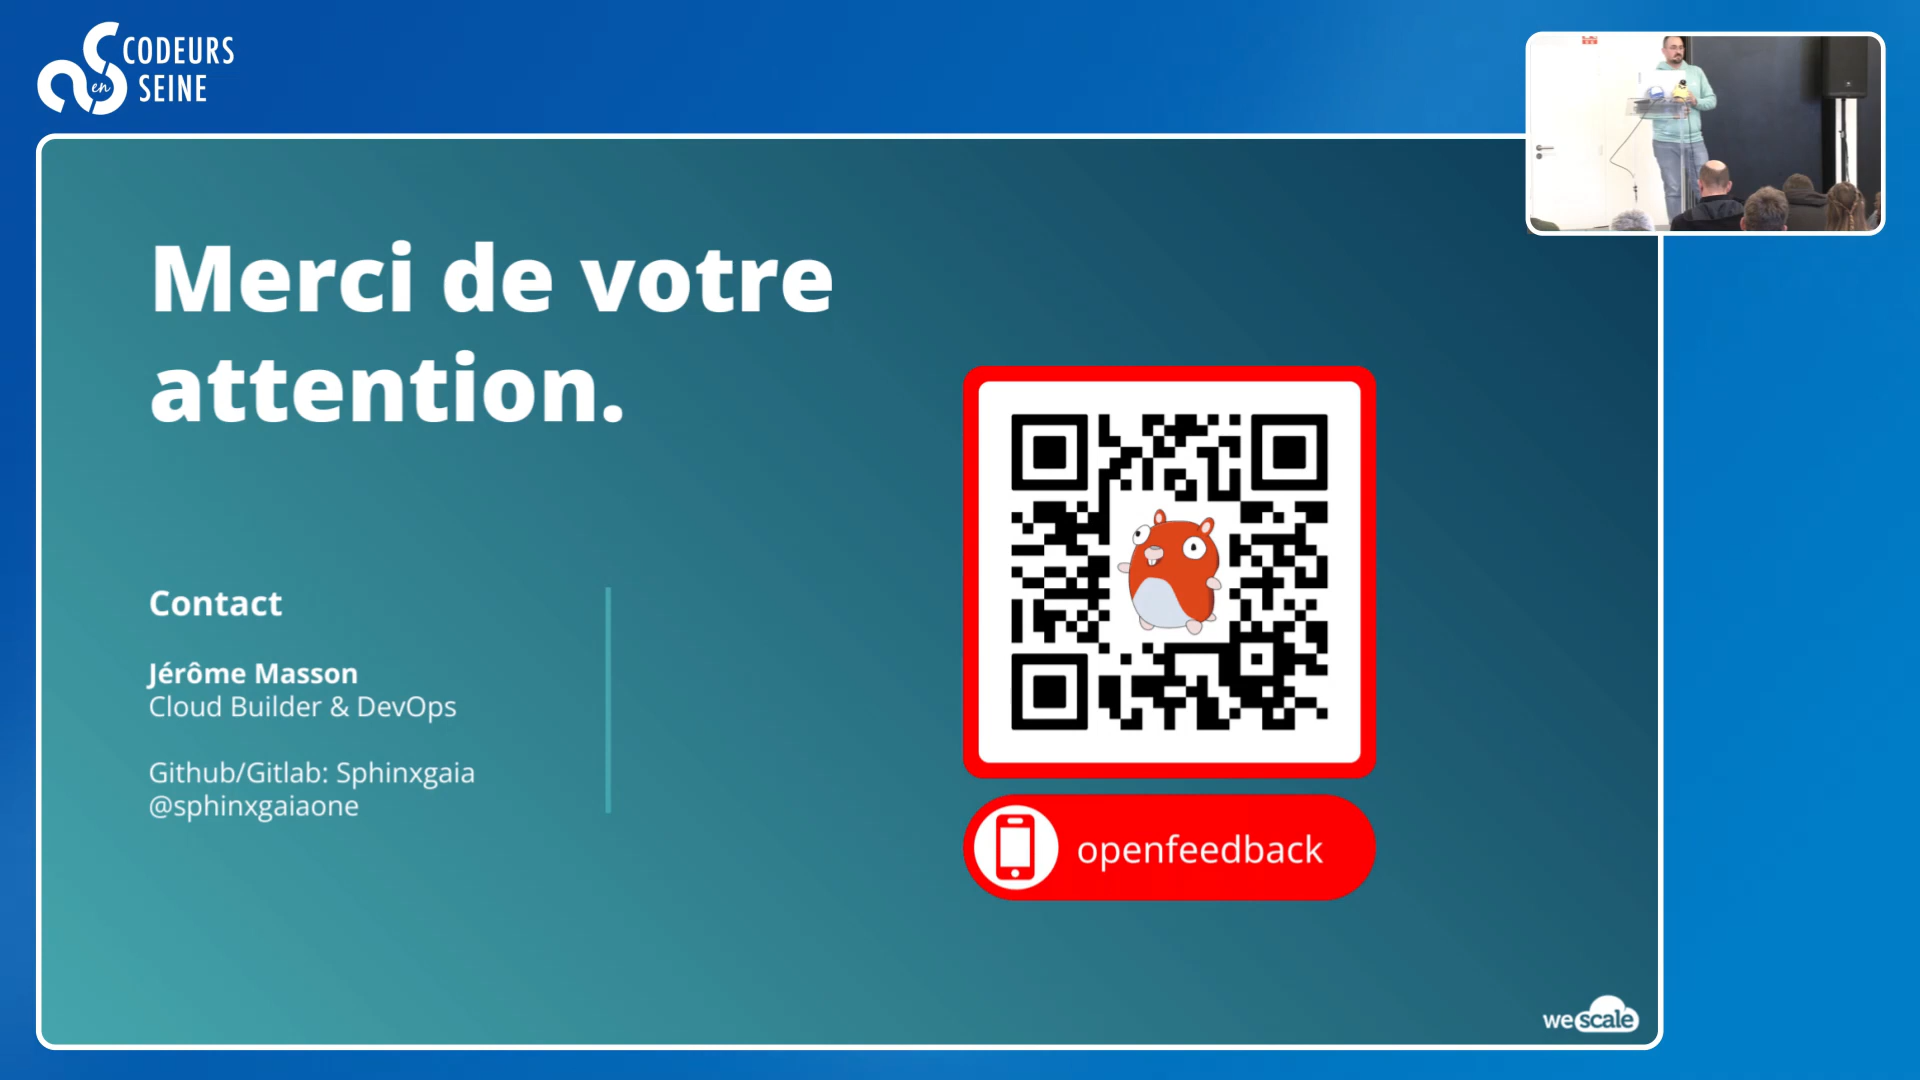 CODEURS
en
SEINE
Merci de votre
attention.
Contact
Jérôme Masson
Cloud Builder & DevOps
Github/Gitlab: Sphinxgaia
@sphinxgaiaone
openfeedback
wescale